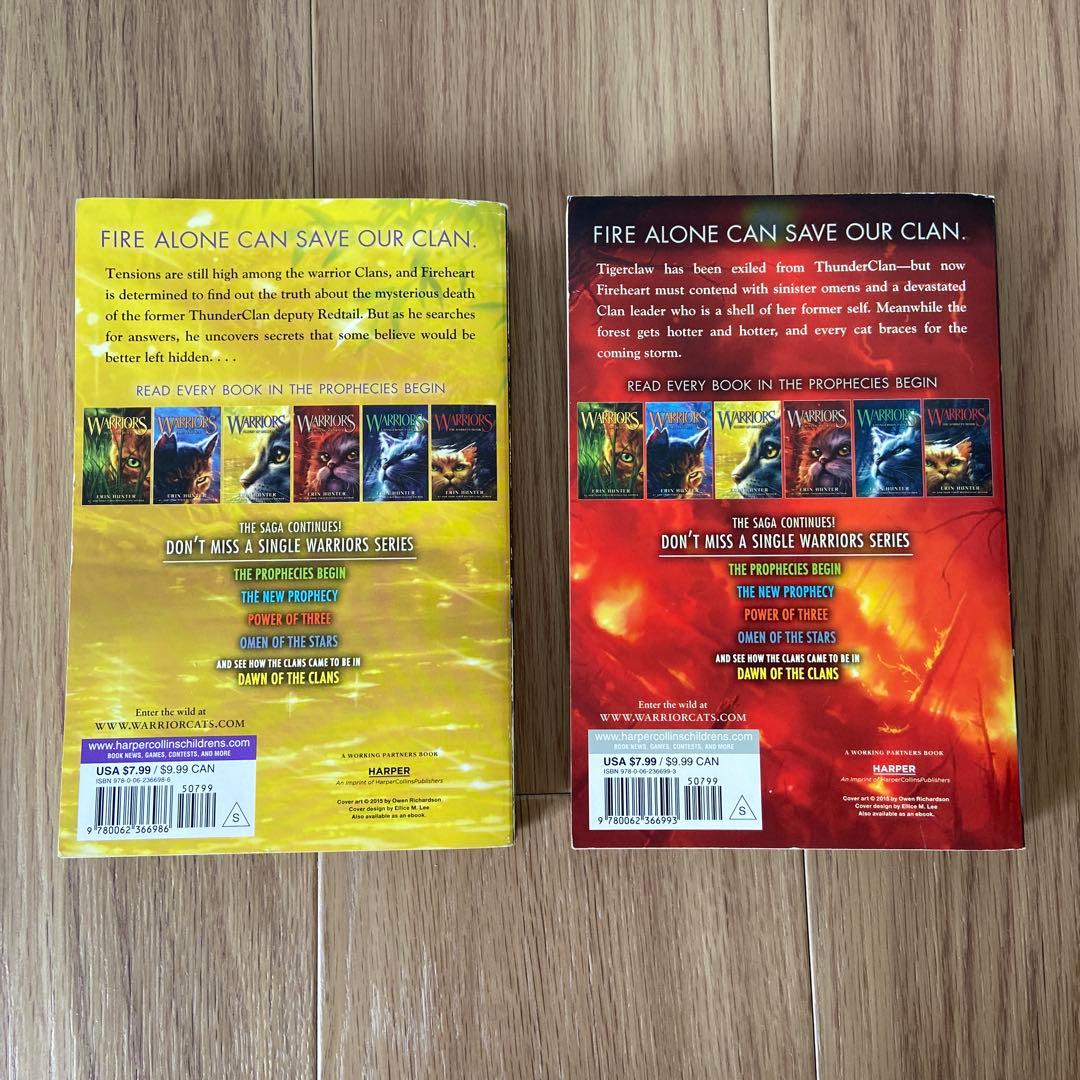 FIRE ALONE CAN SAVE OUR CLAN.
Tensions are still high among the warrior Clans, and Fireheart
is determined to find out the truth about the mysterious death
of the former ThunderClan deputy Redtail. But as he searches
for answers, he uncovers secrets that some believe would be
better left hidden. . . .
READ EVERY BOOK IN THE PROPHECIES BEGIN
WARRIORS WARRIORS WARRIORS WARRIORS WARRIORS WARRIORS
ERIN HUNTER ERIN HUNTER ERIN HUNTER ERIN HUNTER ERIN HUNTER ERIN HUNTER
THE SAGA CONTINUES!
DON'T MISS A SINGLE WARRIORS SERIES
THE PROPHECIES BEGIN
THE NEW PROPHECY
POWER OF THREE
OMEN OF THE STARS
AND SEE HOW THE CLANS CAME TO BE IN
DAWN OF THE CLANS
Enter the wild at
WWW.WARRIORCATS.COM
www.harpercollinschildrens.com
BOOK NEWS, GAMES, CONTESTS, AND MORE
USA $7.99 / $9.99 CAN
ISBN 978-0-06-236698-6
50799
9 780062 366986
S
A WORKING PARTNERS BOOK
HARPER
An Imprint of HarperCollinsPublishers
Cover art © 2015 by Owen Richardson
Cover design by Ellice M. Lee
Also available as an ebook.
FIRE ALONE CAN SAVE OUR CLAN.
Tigerclaw has been exiled from ThunderClan—but now
Fireheart must contend with sinister omens and a devastated
Clan leader who is a shell of her former self. Meanwhile the
forest gets hotter and hotter, and every cat braces for the
coming storm.
READ EVERY BOOK IN THE PROPHECIES BEGIN
WARRIORS WARRIORS WARRIORS WARRIORS WARRIORS WARRIORS
ERIN HUNTER ERIN HUNTER ERIN HUNTER ERIN HUNTER ERIN HUNTER ERIN HUNTER
THE SAGA CONTINUES!
DON'T MISS A SINGLE WARRIORS SERIES
THE PROPHECIES BEGIN
THE NEW PROPHECY
POWER OF THREE
OMEN OF THE STARS
AND SEE HOW THE CLANS CAME TO BE IN
DAWN OF THE CLANS
Enter the wild at
WWW.WARRIORCATS.COM
www.harpercollinschildrens.com
BOOK NEWS, GAMES, CONTESTS, AND MORE
USA $7.99 / $9.99 CAN
ISBN 978-0-06-236699-3
50799
9 780062 366993
S
A WORKING PARTNERS BOOK
HARPER
An Imprint of HarperCollinsPublishers
Cover art © 2015 by Owen Richardson
Cover design by Ellice M. Lee
Also available as an ebook.